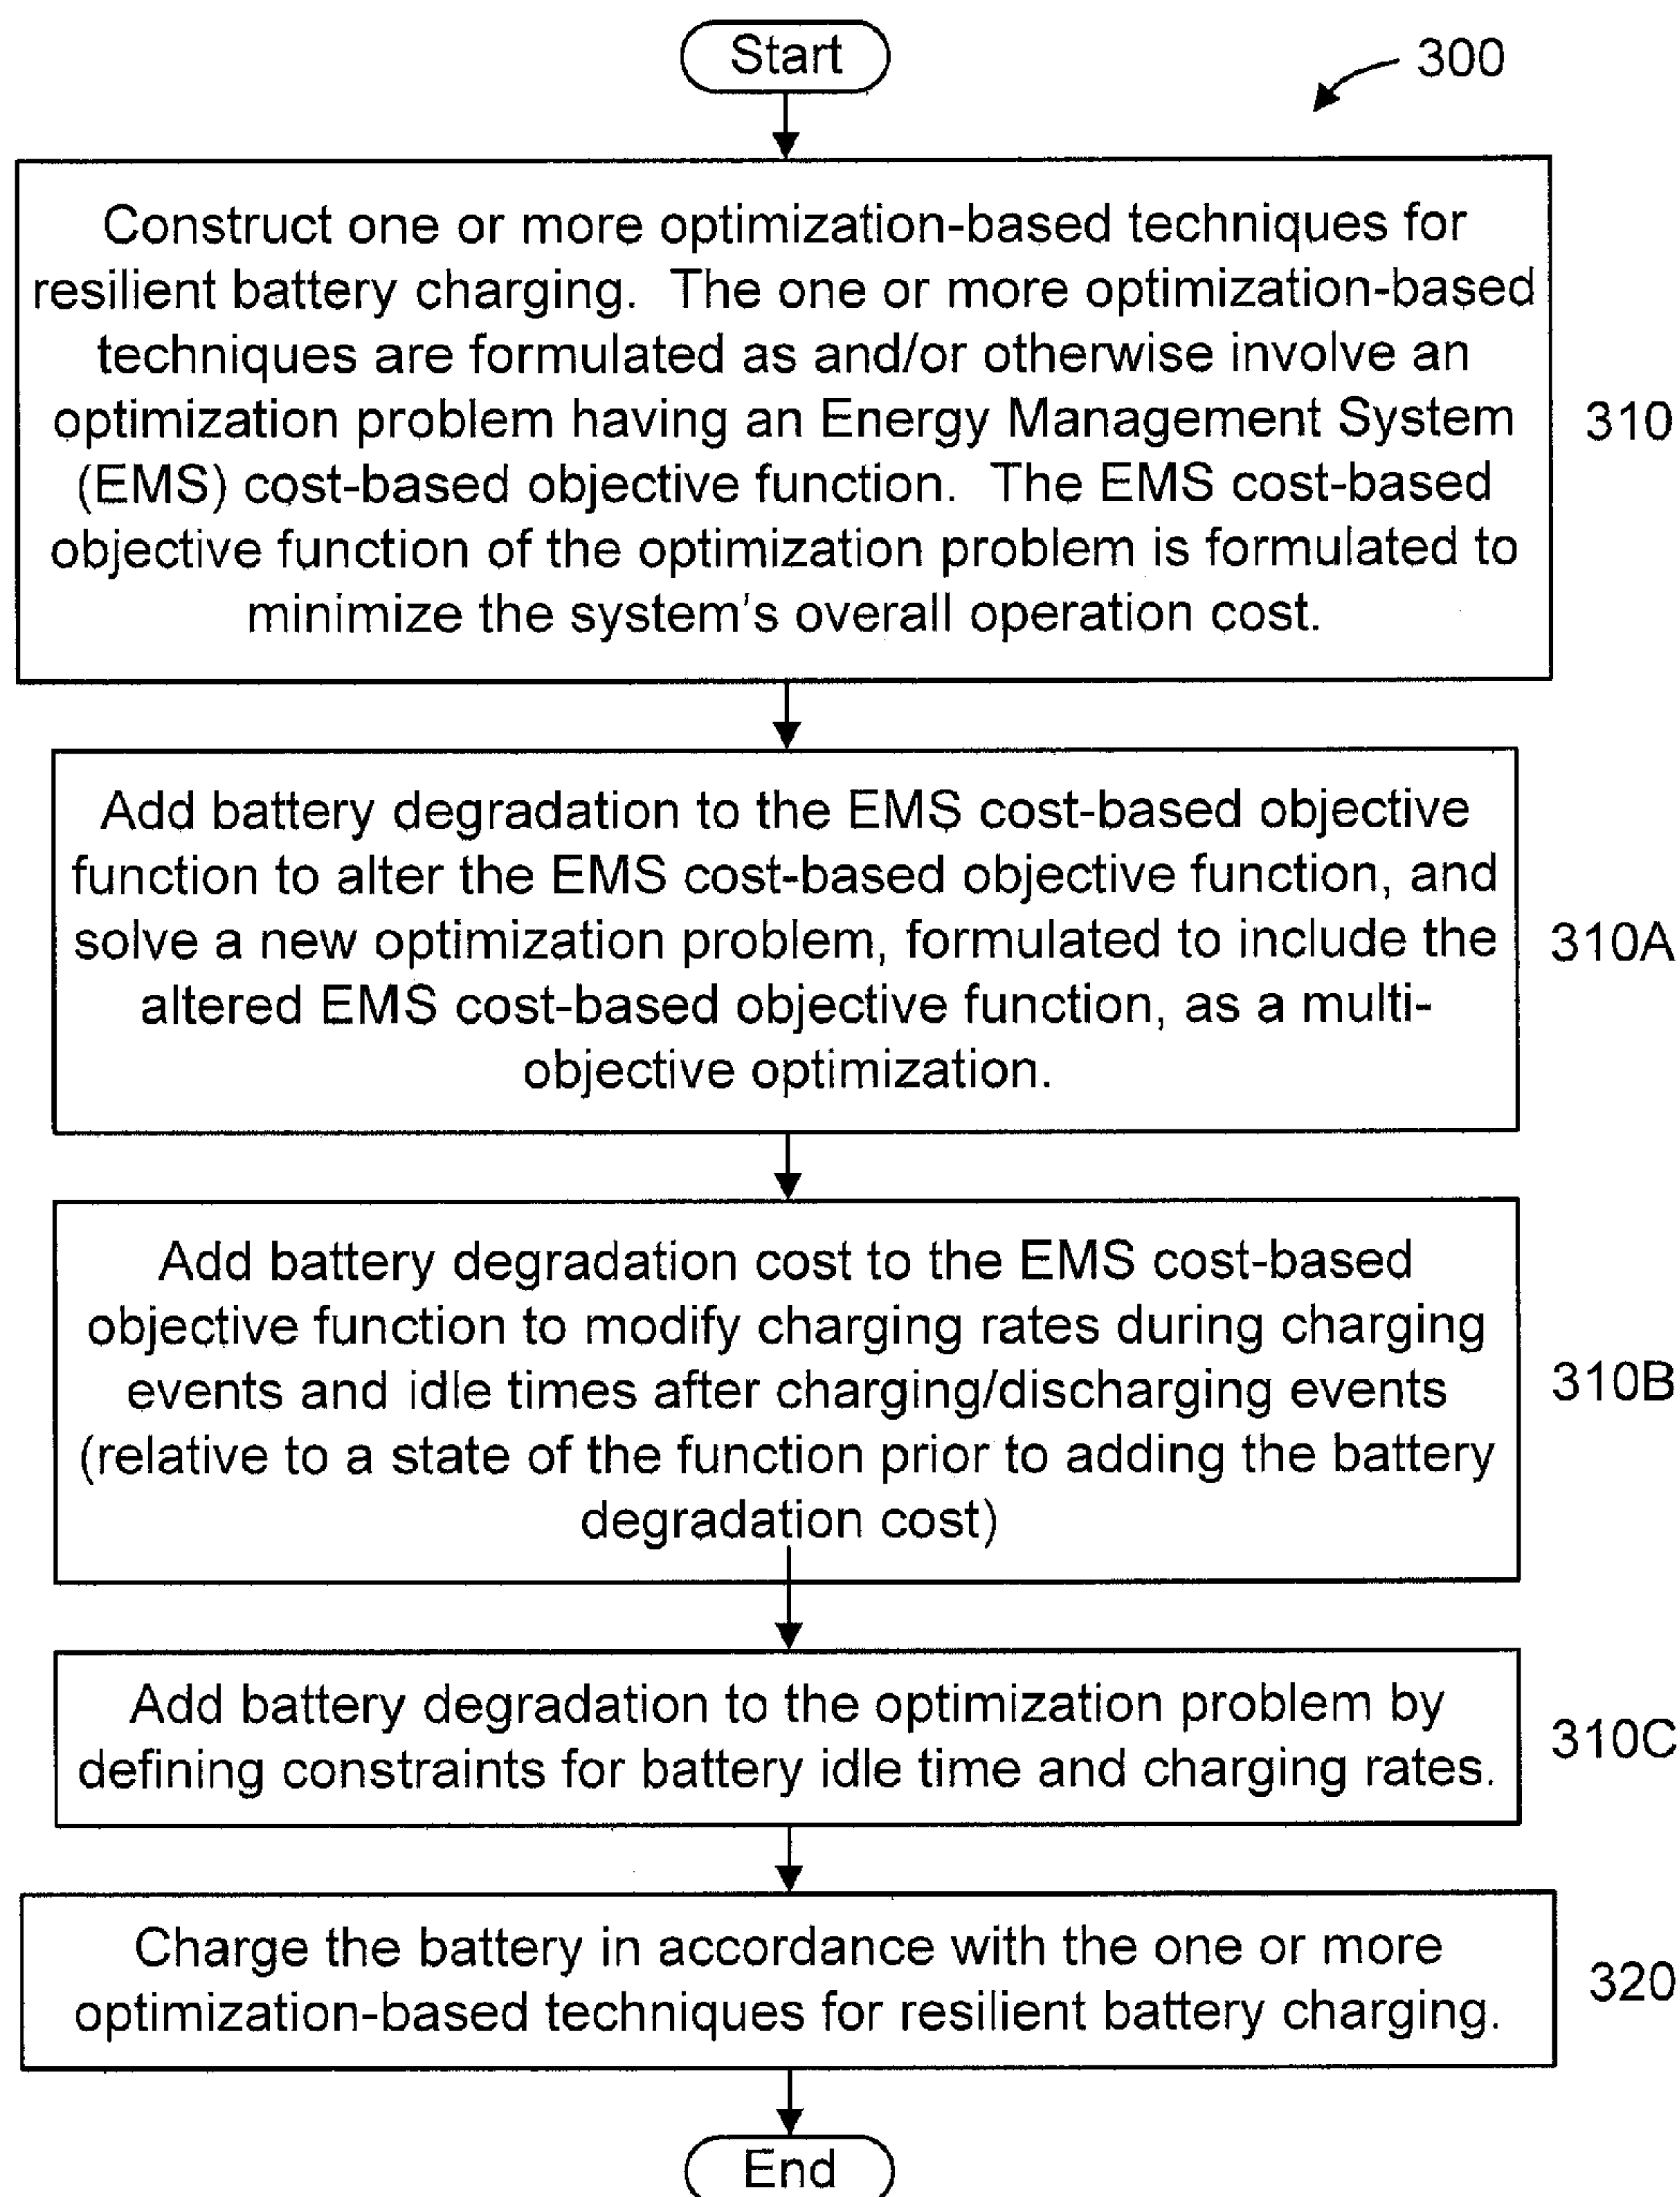 Start
300
Construct one or more optimization-based techniques for
resilient battery charging. The one or more optimization-based
techniques are formulated as and/or otherwise involve an
optimization problem having an Energy Management System
(EMS) cost-based objective function. The EMS cost-based
objective function of the optimization problem is formulated to
minimize the system's overall operation cost.
310
Add battery degradation to the EMS cost-based objective
function to alter the EMS cost-based objective function, and
solve a new optimization problem, formulated to include the
altered EMS cost-based objective function, as a multi-
objective optimization.
310A
Add battery degradation cost to the EMS cost-based
objective function to modify charging rates during charging
events and idle times after charging/discharging events
(relative to a state of the function prior to adding the battery
degradation cost)
310B
Add battery degradation to the optimization problem by
defining constraints for battery idle time and charging rates.
310C
Charge the battery in accordance with the one or more
optimization-based techniques for resilient battery charging.
320
End